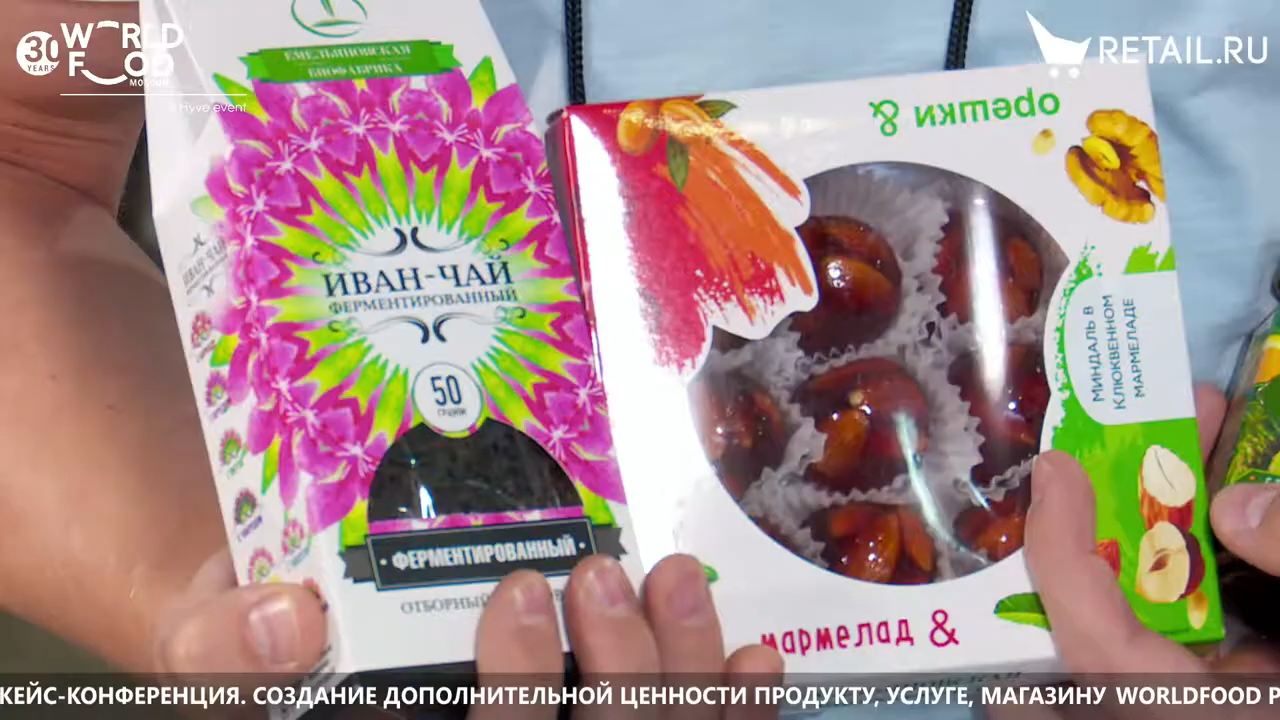 30
YEARS
WORLD
FOOD
MOSCOW
Hyve event
RETAIL.RU
ЕМЕЛЬЯНОВСКАЯ
БИОФАБРИКА
ИВАН-ЧАЙ
ФЕРМЕНТИРОВАННЫЙ
50
ГРАММ
• ФЕРМЕНТИРОВАННЫЙ •
ОТБОРНЫЙ
ИВАН-ЧАЙ
орешки &
МИНДАЛЬ В
КЛЮКВЕННОМ
МАРМЕЛАДЕ
мармелад &
КЕЙС-КОНФЕРЕНЦИЯ. СОЗДАНИЕ ДОПОЛНИТЕЛЬНОЙ ЦЕННОСТИ ПРОДУКТУ, УСЛУГЕ, МАГАЗИНУ WORLDFOOD